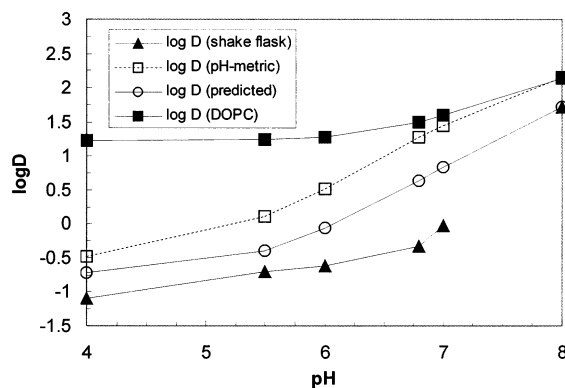 3
2.5
2
1.5
1
0.5
0
-0.5
-1
-1.5
logD
log D (shake flask)
log D (pH-metric)
log D (predicted)
log D (DOPC)
4
5
6
7
8
pH